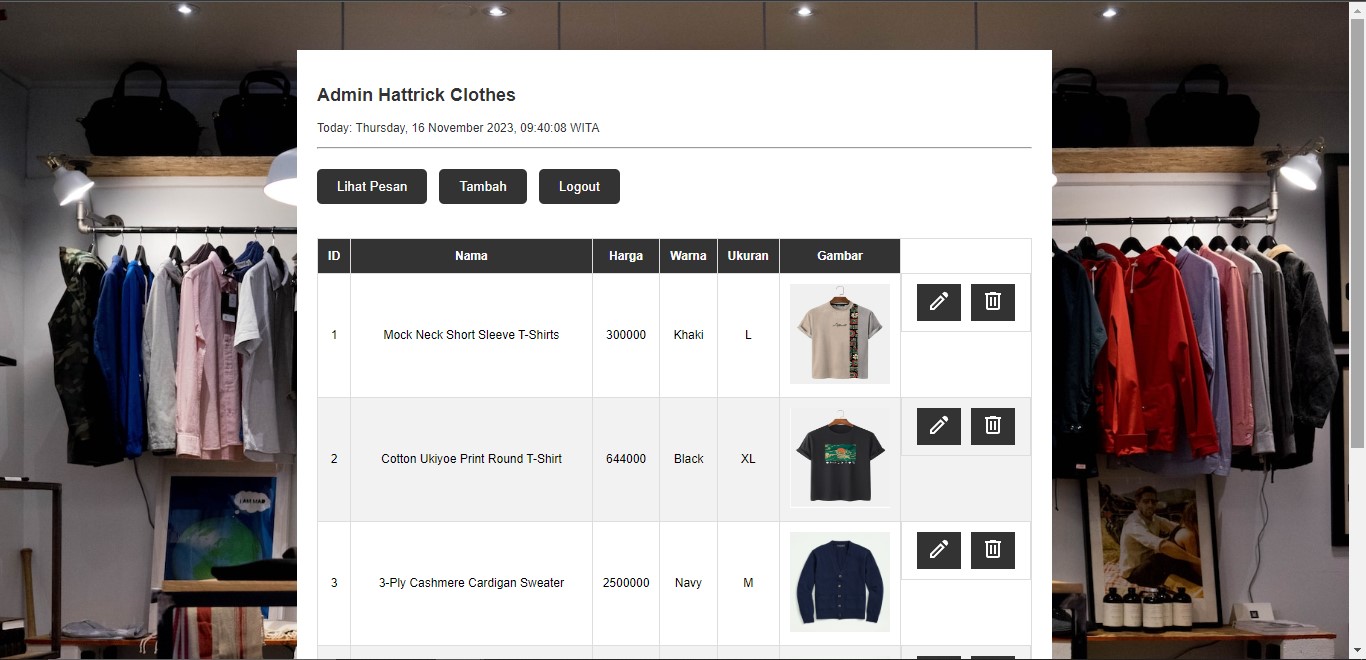 Admin Hattrick Clothes
Today: Thursday, 16 November 2023, 09:40:08 WITA
Lihat Pesan Tambah Logout
ID Nama Harga Warna Ukuran Gambar
1 Mock Neck Short Sleeve T-Shirts 300000 Khaki L
2 Cotton Ukiyoe Print Round T-Shirt 644000 Black XL
3 3-Ply Cashmere Cardigan Sweater 2500000 Navy M